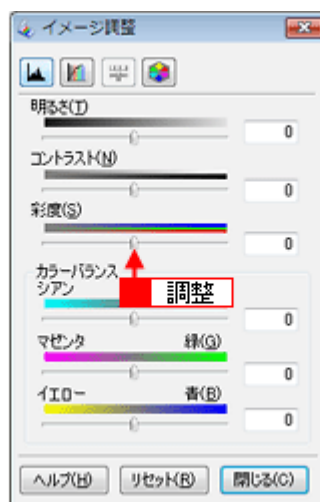 イメージ調整
明るさ(T)
0
コントラスト(N)
0
彩度(S)
0
カラーバランス
シアン
調整
0
マゼンタ 緑(G)
0
イエロー 青(B)
0
ヘルプ(H) リセット(R) 閉じる(C)